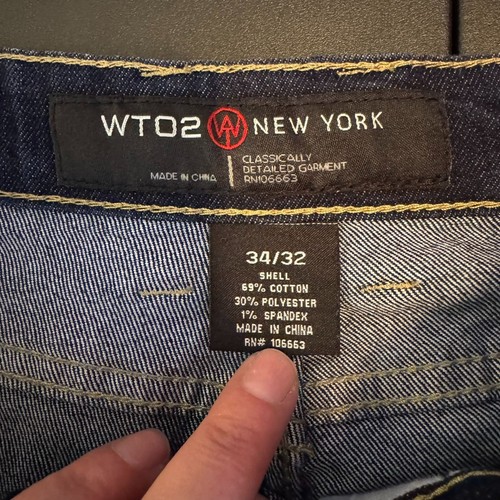 WT02 WT NEW YORK
CLASSICALLY
DETAILED GARMENT
MADE IN CHINA RN106663
34/32
SHELL
69% COTTON
30% POLYESTER
1% SPANDEX
MADE IN CHINA
RN# 106663